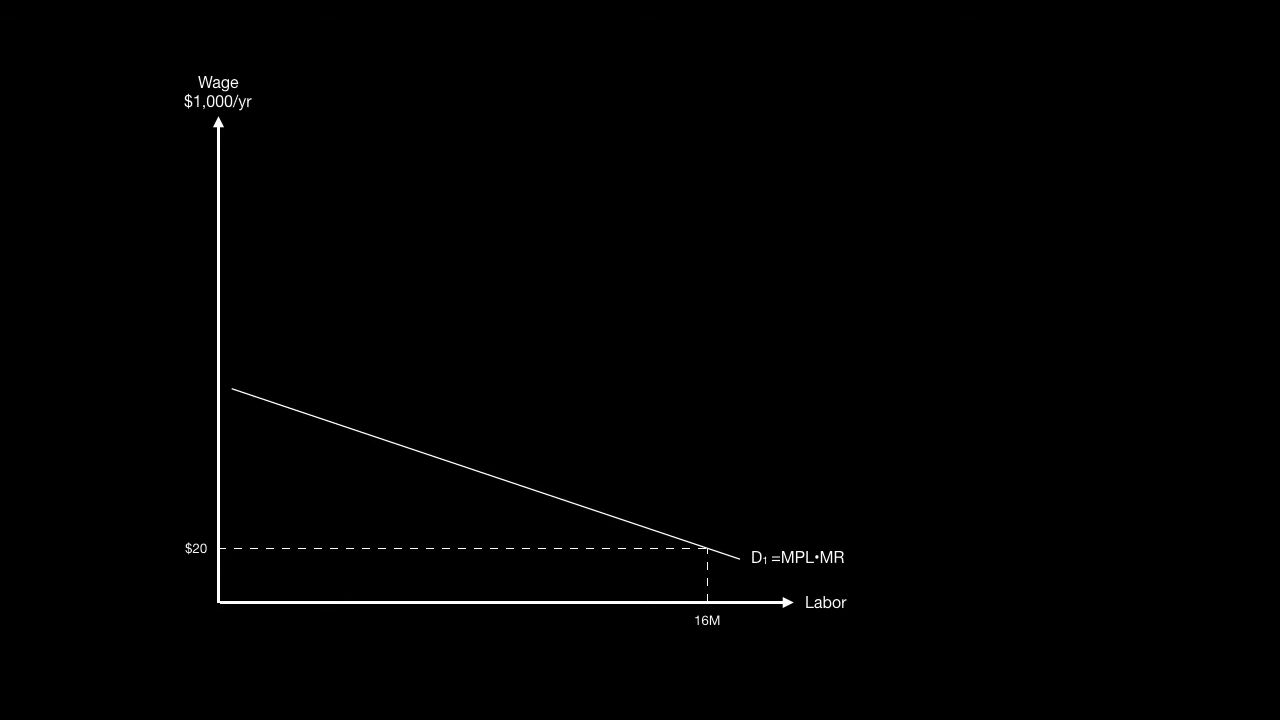 Wage
$1,000/yr
$20
D₁ =MPL•MR
Labor
16M